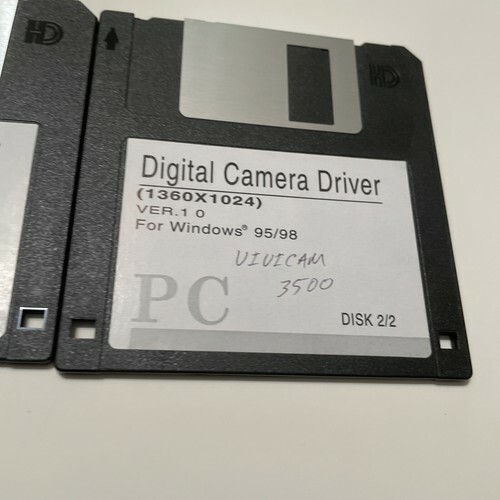 HD
HD
Digital Camera Driver
(1360X1024)
VER.1 0
For Windows® 95/98
VIVICAM
3500
PC
DISK 2/2